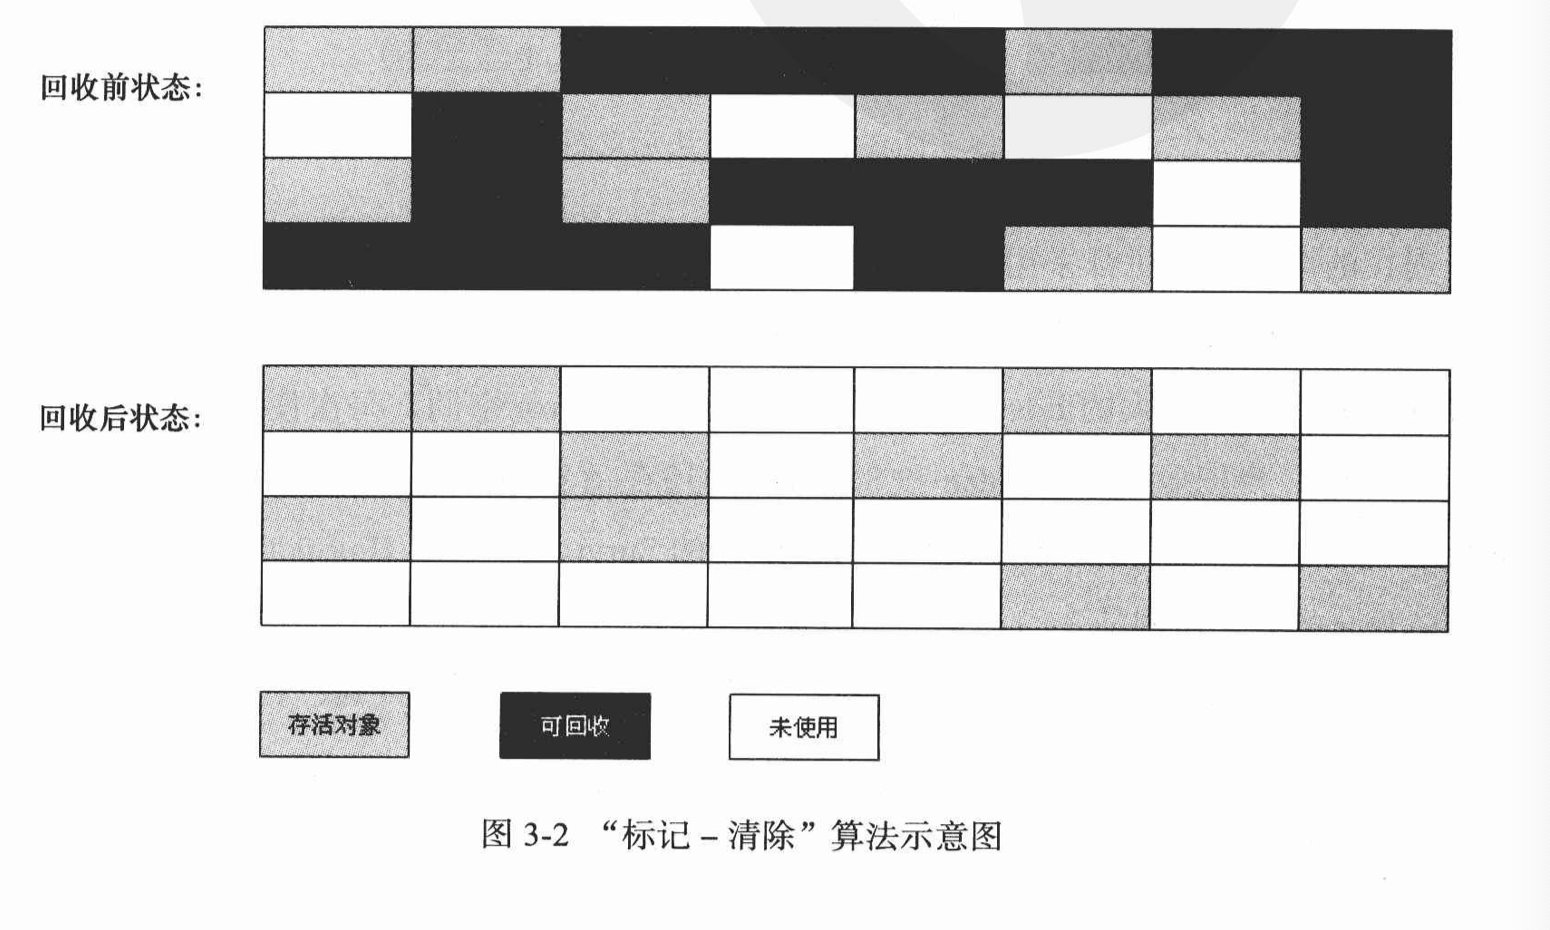 回收前状态:
回收后状态:
存活对象
可回收
未使用
图 3-2 “标记 – 清除”算法示意图